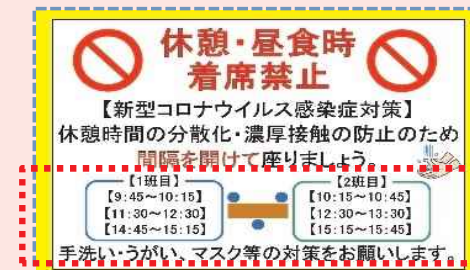 休憩・昼食時
着席禁止
【新型コロナウイルス感染症対策】
休憩時間の分散化・濃厚接触の防止のため
間隔を開けて座りましょう。
【1班目】
【9:45～10:15】
【11:30～12:30】
【14:45～15:15】
【2班目】
【10:15～10:45】
【12:30～13:30】
【15:15～15:45】
手洗い・うがい、マスク等の対策をお願いします。